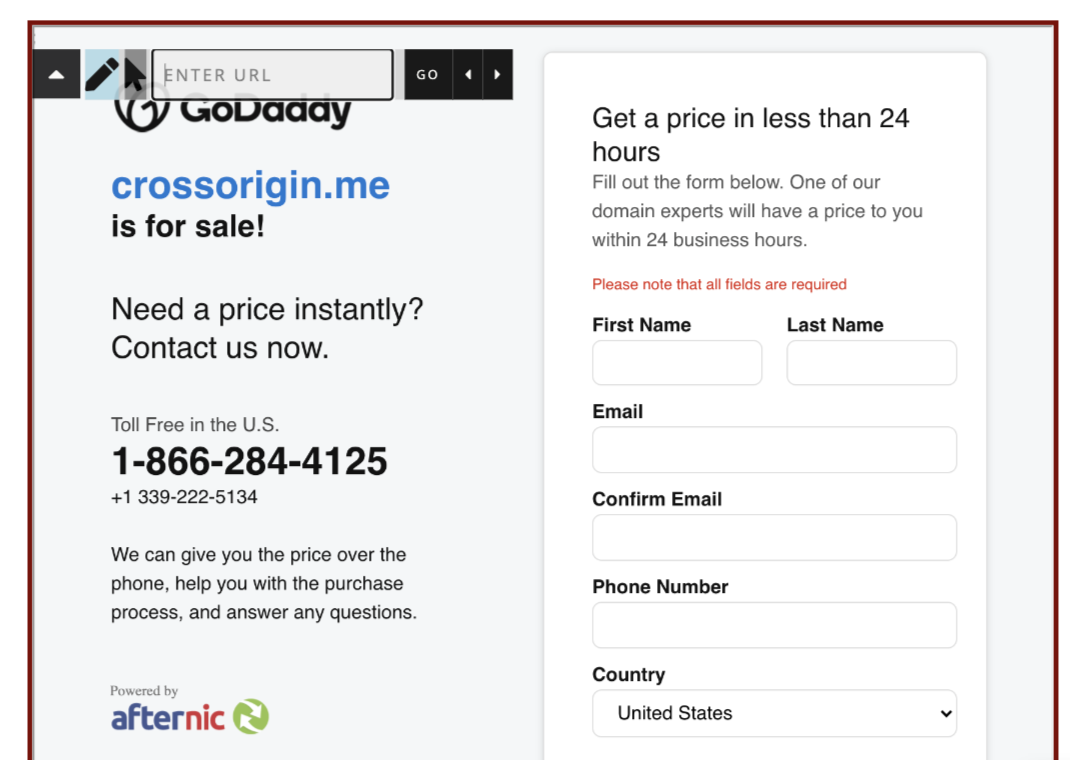 ENTER URL
GO
GoDaddy
crossorigin.me
is for sale!
Need a price instantly?
Contact us now.
Toll Free in the U.S.
1-866-284-4125
+1 339-222-5134
We can give you the price over the
phone, help you with the purchase
process, and answer any questions.
Powered by
afternic
Get a price in less than 24
hours
Fill out the form below. One of our
domain experts will have a price to you
within 24 business hours.
Please note that all fields are required
First Name
Last Name
Email
Confirm Email
Phone Number
Country
United States